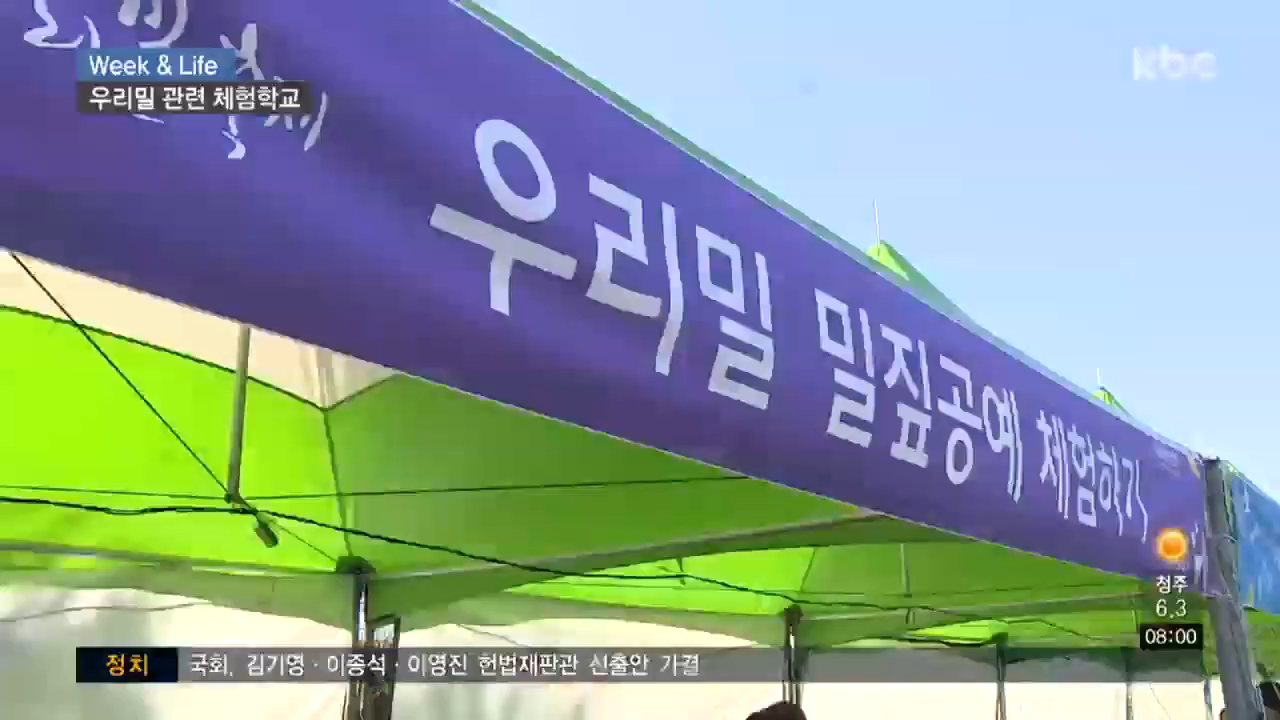 Week & Life
우리밀 관련 체험학교
kbc
우리밀 밀짚공예 체험하기
청주
6.3
08:00
정치 국회, 김기영·이종석·이영진 헌법재판관 선출안 가결